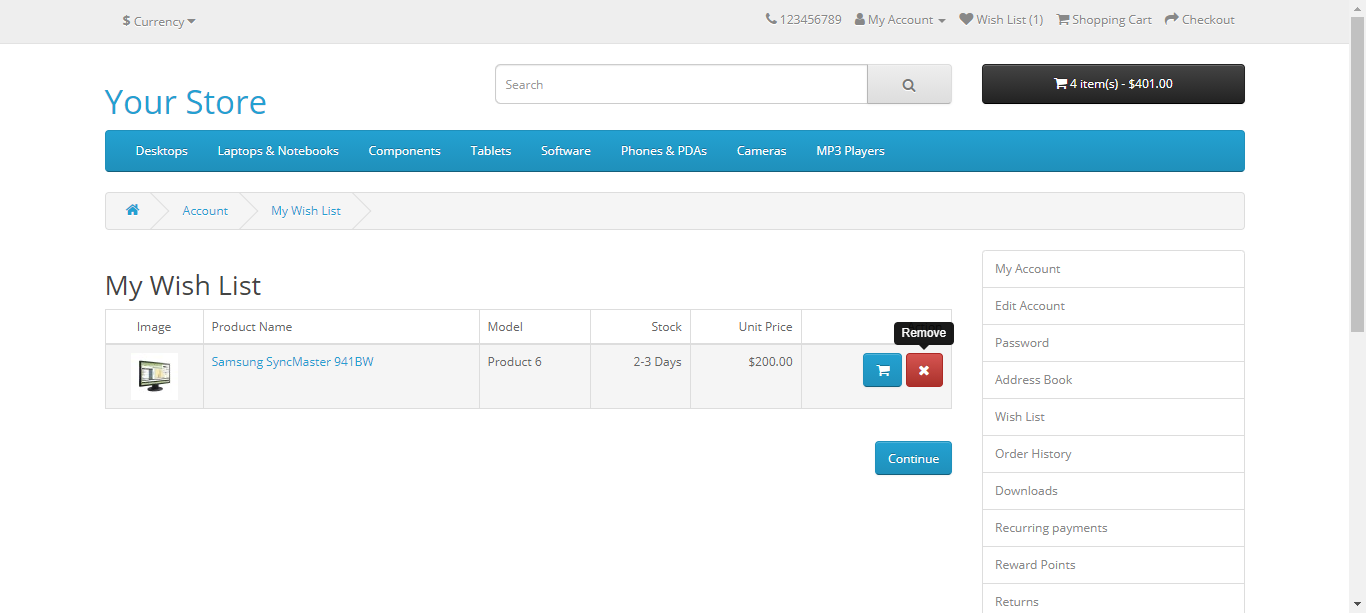 $ Currency
123456789 My Account Wish List (1) Shopping Cart Checkout
Your Store
Search
4 item(s) - $401.00
Desktops Laptops & Notebooks Components Tablets Software Phones & PDAs Cameras MP3 Players
Account My Wish List
My Wish List
Image Product Name Model Stock Unit Price
Remove
Samsung SyncMaster 941BW Product 6 2-3 Days $200.00
Continue
My Account
Edit Account
Password
Address Book
Wish List
Order History
Downloads
Recurring payments
Reward Points
Returns